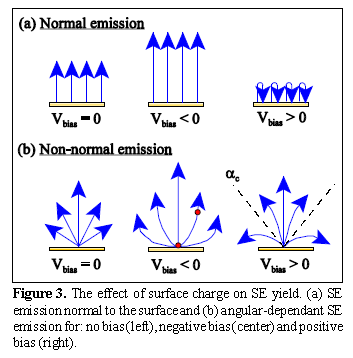 (a) Normal emission
Vbias = 0 Vbias < 0 Vbias > 0
(b) Non-normal emission
αc
Vbias = 0 Vbias < 0 Vbias > 0
Figure 3. The effect of surface charge on SE yield. (a) SE
emission normal to the surface and (b) angular-dependant SE
emission for: no bias (left), negative bias (center) and positive
bias (right).